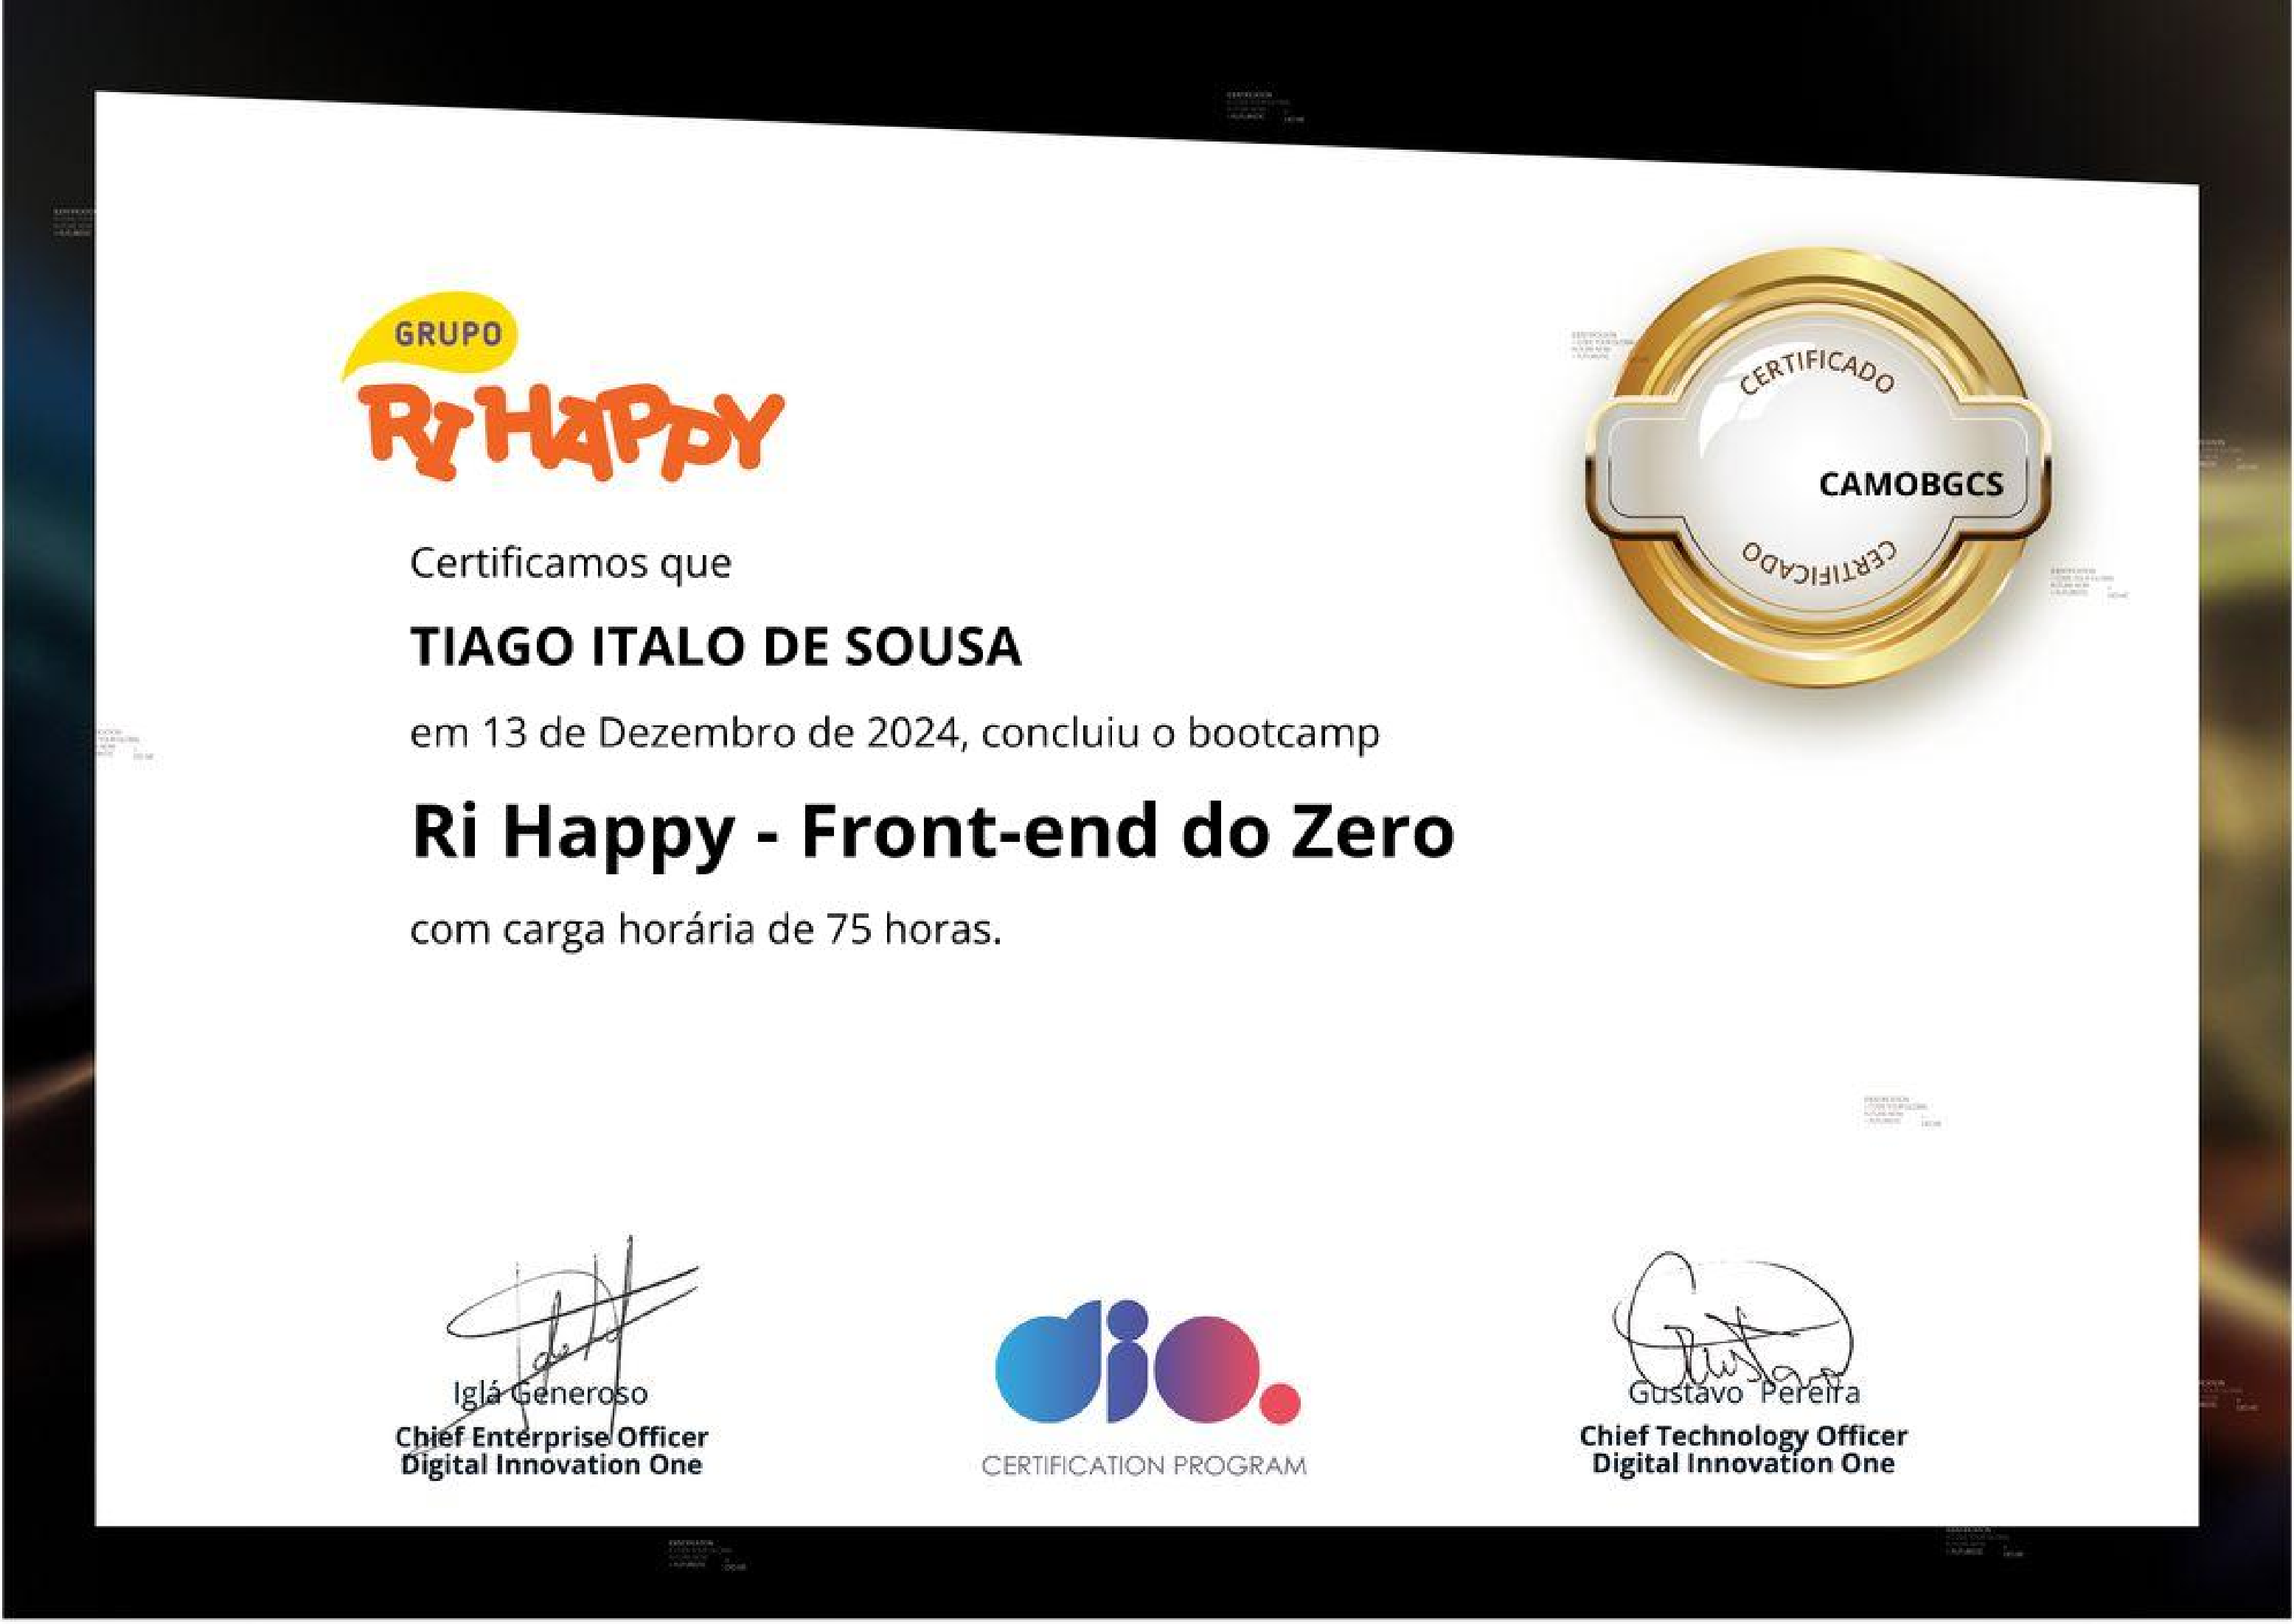 GRUPO
Ri HAPPY
CERTIFICADO
CAMOBGCS
CERTIFICADO
Certificamos que
TIAGO ITALO DE SOUSA
em 13 de Dezembro de 2024, concluiu o bootcamp
Ri Happy - Front-end do Zero
com carga horária de 75 horas.
Iglá Generoso
Chief Enterprise Officer
Digital Innovation One
dio.
CERTIFICATION PROGRAM
Gustavo
Gustavo Pereira
Chief Technology Officer
Digital Innovation One